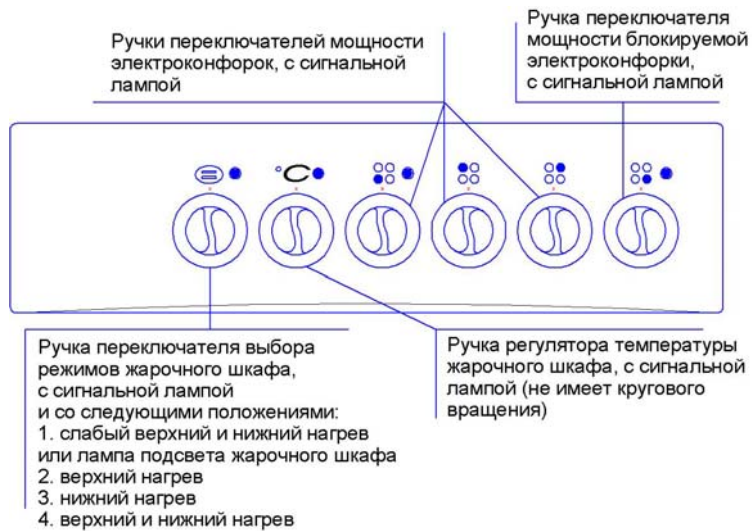 Ручки переключателей мощности
электроконфорок, с сигнальной
лампой
Ручка переключателя
мощности блокируемой
электроконфорки,
с сигнальной лампой
°C
Ручка переключателя выбора
режимов жарочного шкафа,
с сигнальной лампой
и со следующими положениями:
1. слабый верхний и нижний нагрев
или лампа подсвета жарочного шкафа
2. верхний нагрев
3. нижний нагрев
4. верхний и нижний нагрев
Ручка регулятора температуры
жарочного шкафа, с сигнальной
лампой (не имеет кругового
вращения)